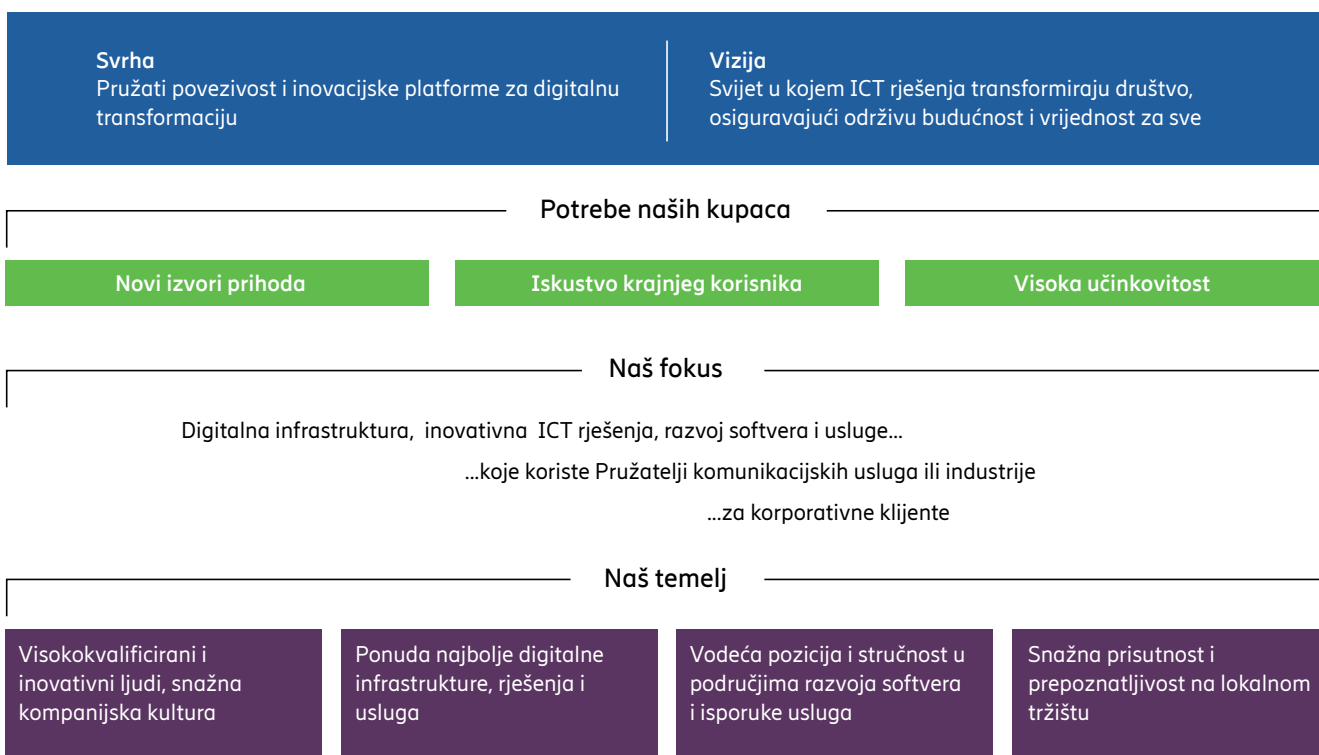 Svrha
Pružati povezivost i inovacijske platforme za digitalnu
transformaciju
Vizija
Svijet u kojem ICT rješenja transformiraju društvo,
osiguravajući održivu budućnost i vrijednost za sve
Potrebe naših kupaca
Novi izvori prihoda
Iskustvo krajnjeg korisnika
Visoka učinkovitost
Naš fokus
Digitalna infrastruktura, inovativna ICT rješenja, razvoj softvera i usluge...
...koje koriste Pružatelji komunikacijskih usluga ili industrije
...za korporativne klijente
Naš temelj
Visokokvalificirani i
inovativni ljudi, snažna
kompanijska kultura
Ponuda najbolje digitalne
infrastrukture, rješenja i
usluga
Vodeća pozicija i stručnost u
područjima razvoja softvera
i isporuke usluga
Snažna prisutnost i
prepoznatljivost na lokalnom
tržištu